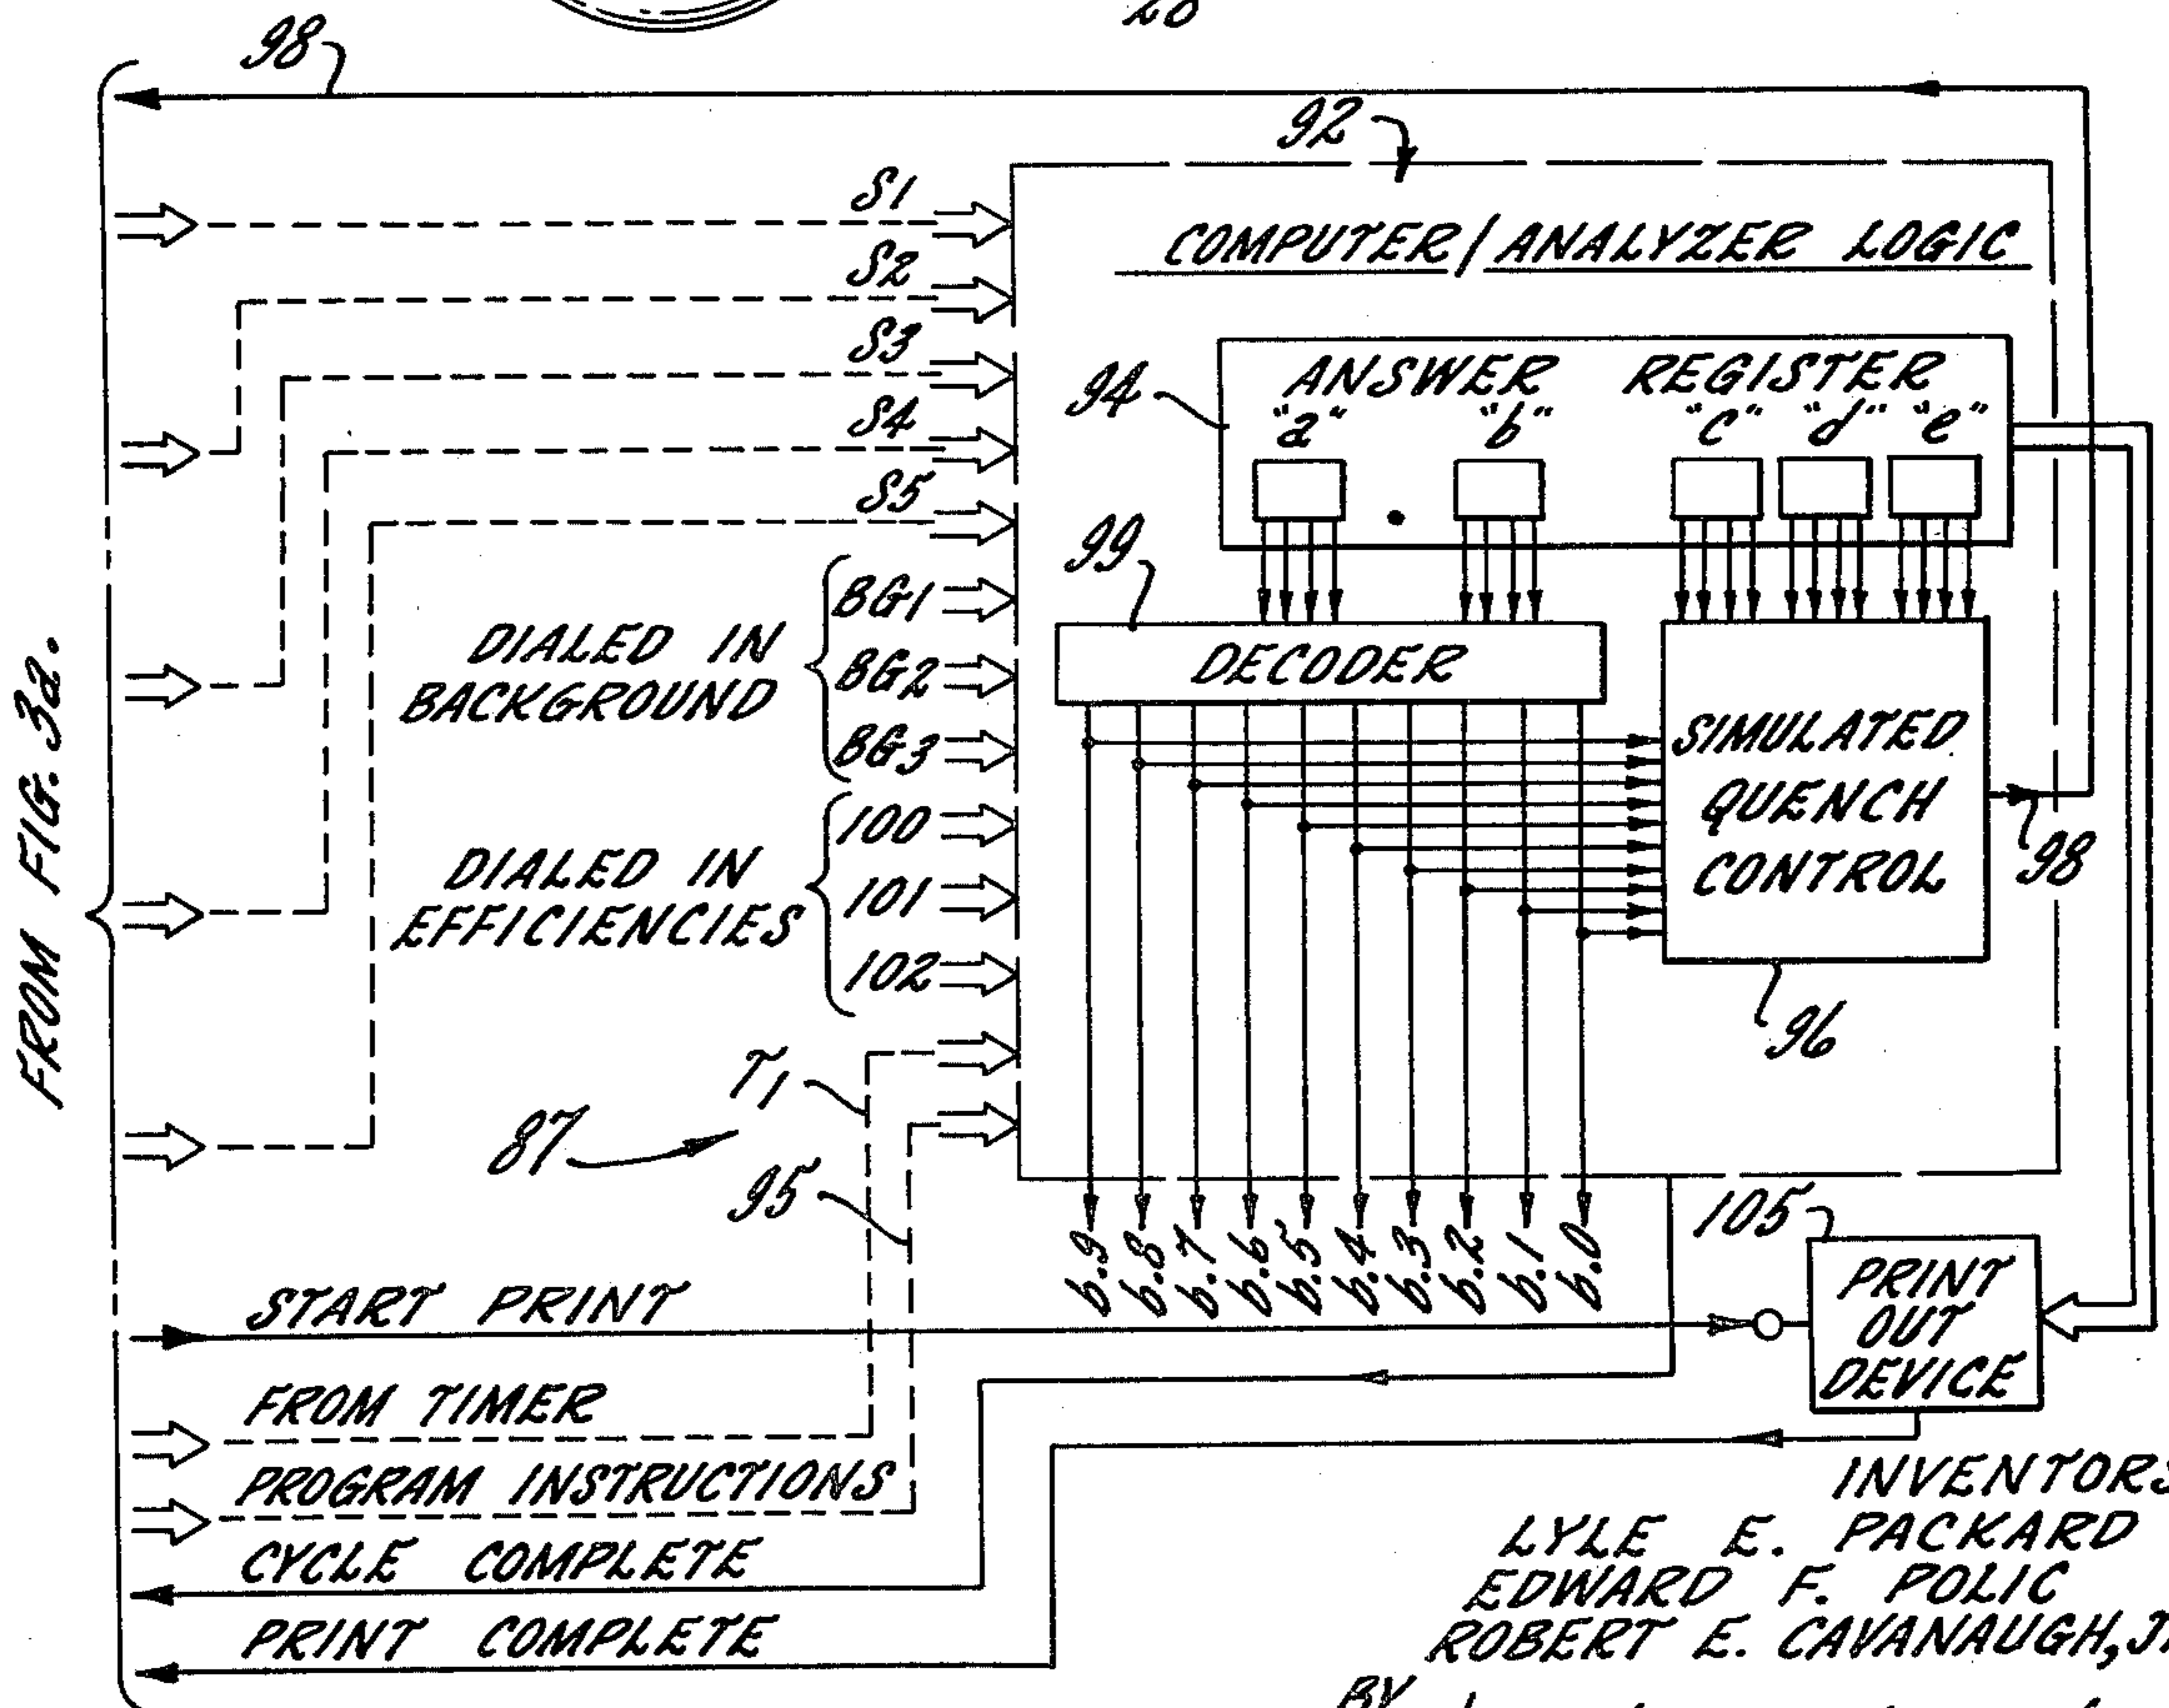 20
98
92
S1
COMPUTER/ANALYZER LOGIC
S2
S3
94
ANSWER REGISTER
"a" "b" "c" "d" "e"
S4
S5
99
DIALED IN
BACKGROUND
BG1
BG2
BG3
DECODER
SIMULATED
QUENCH
CONTROL
98
FROM FIG. 3a.
DIALED IN
EFFICIENCIES
100
101
102
96
T1
87
95
b.9 b.8 b.7 b.6 b.5 b.4 b.3 b.2 b.1 b.0
105
PRINT
OUT
DEVICE
START PRINT
FROM TIMER
PROGRAM INSTRUCTIONS
CYCLE COMPLETE
PRINT COMPLETE
INVENTORS
LYLE E. PACKARD
EDWARD F. POLIC
ROBERT E. CAVANAUGH, J
BY